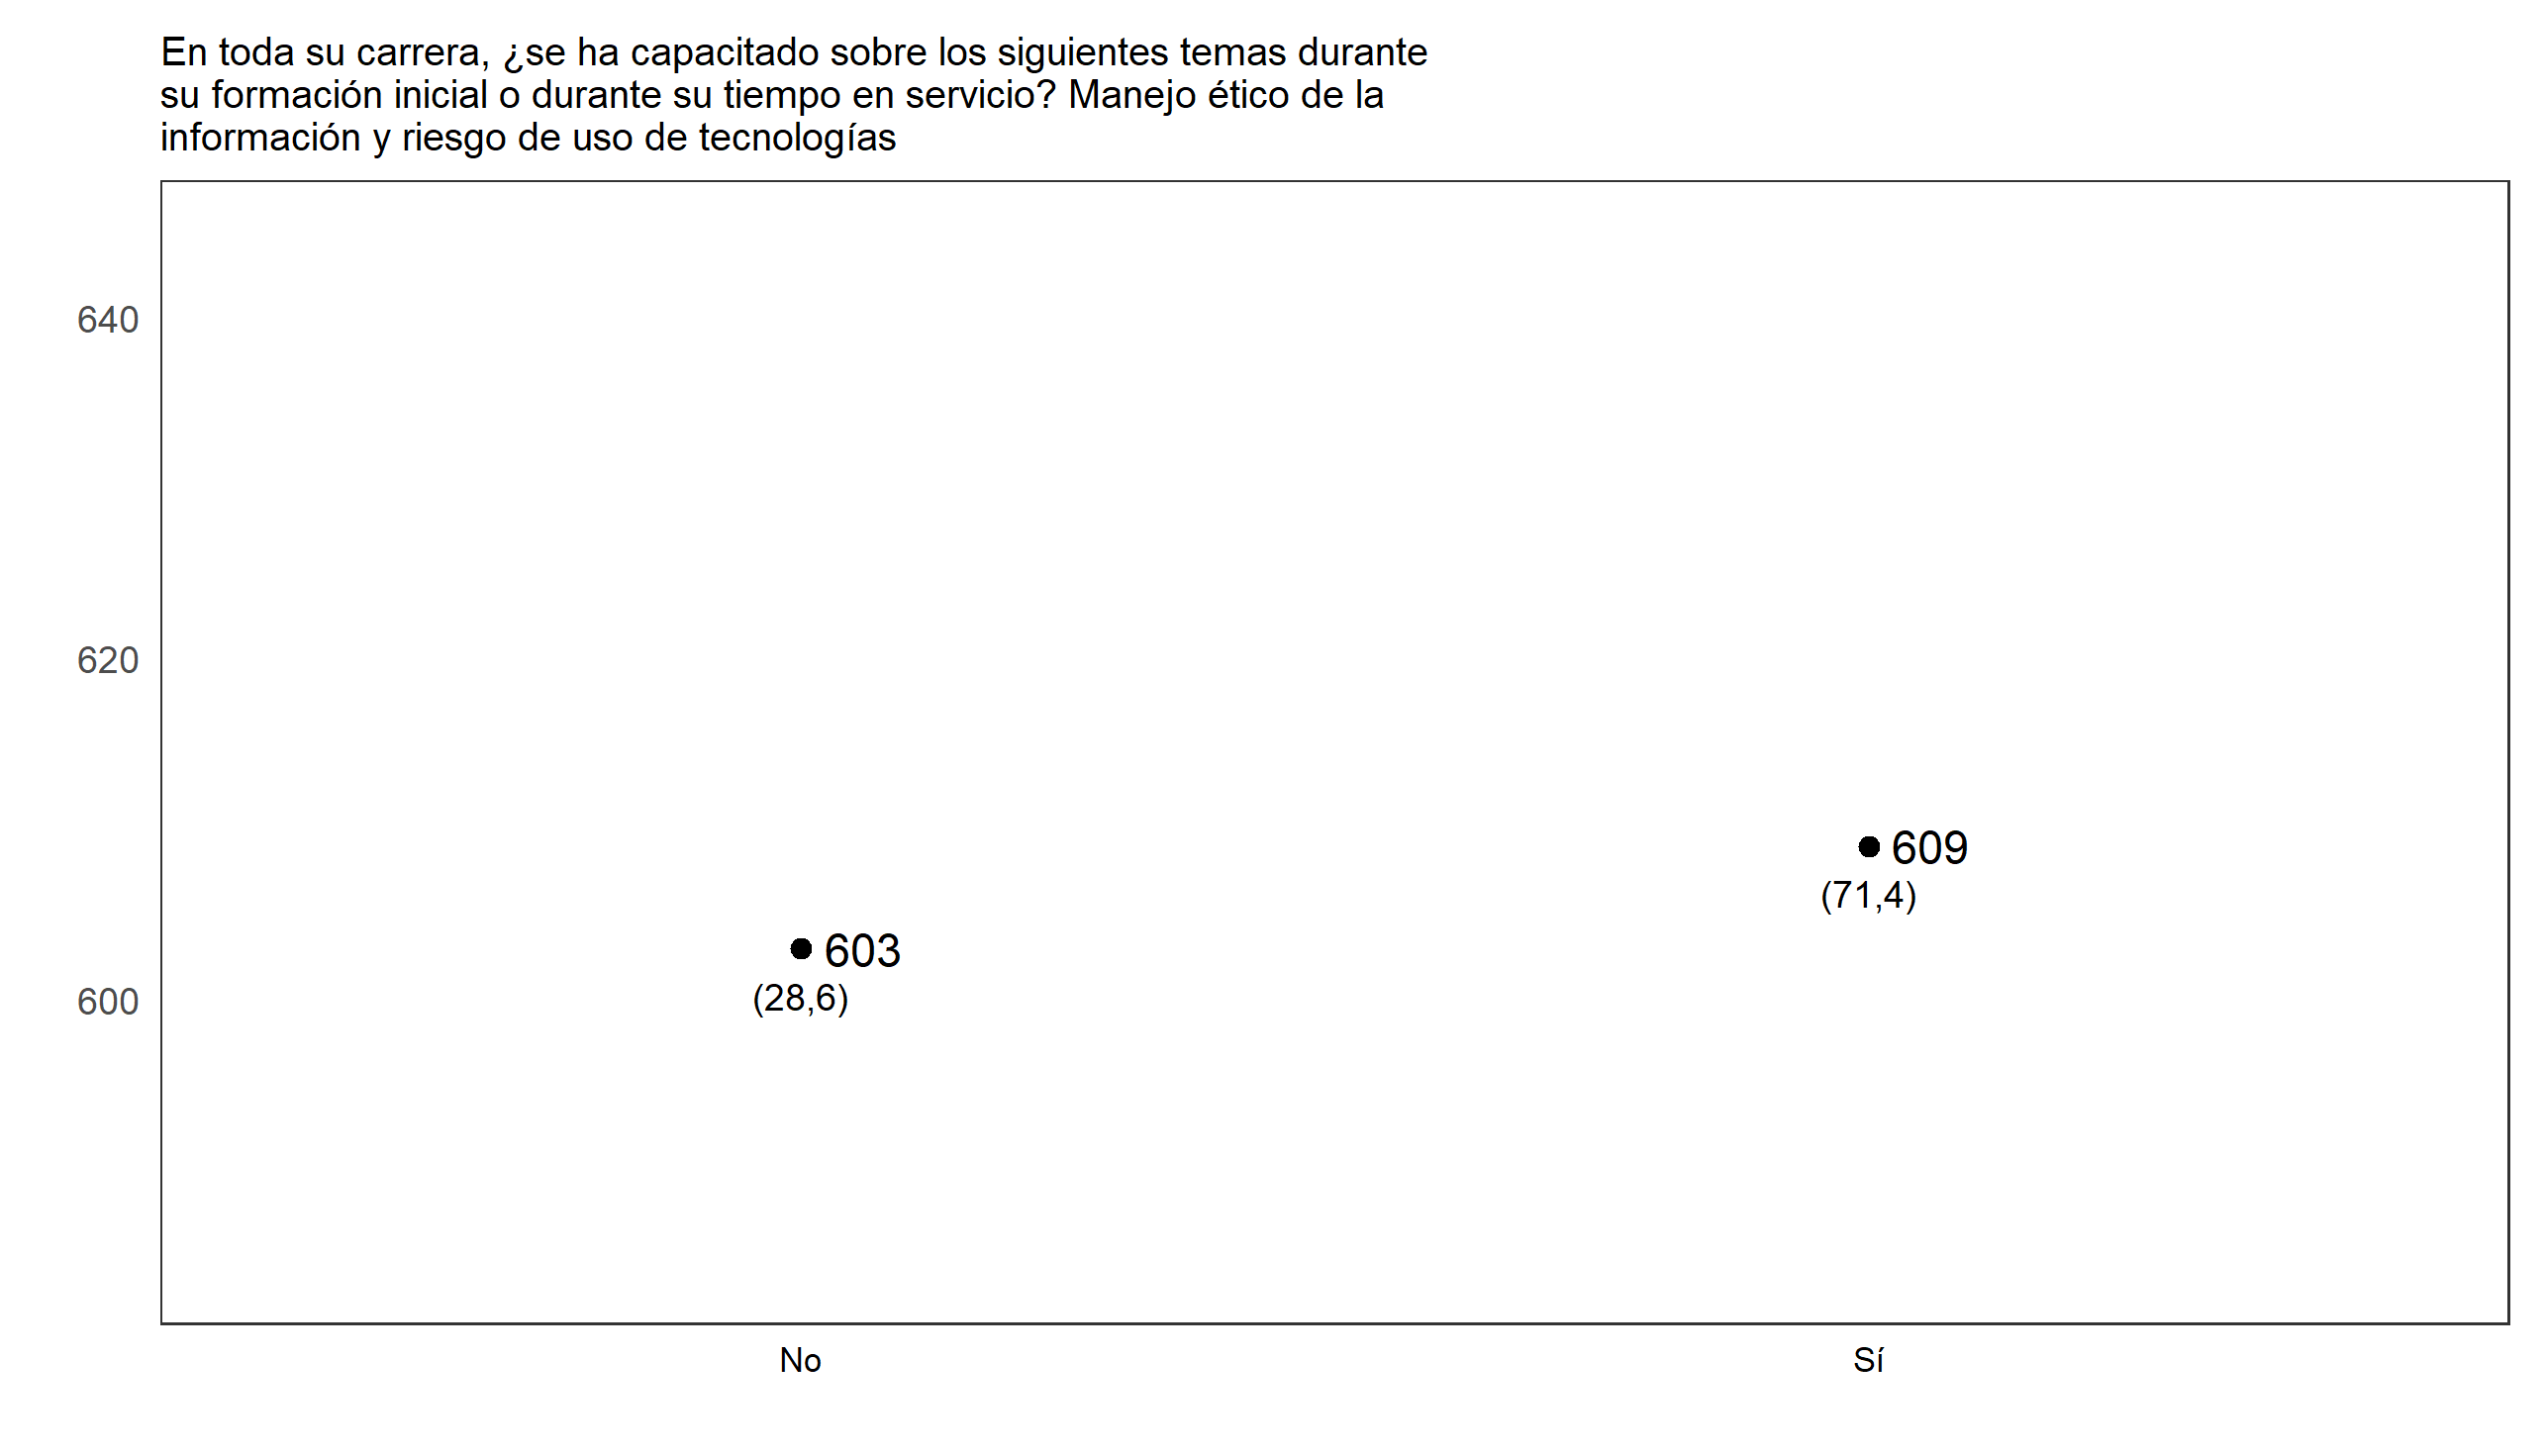 En toda su carrera, ¿se ha capacitado sobre los siguientes temas durante
su formación inicial o durante su tiempo en servicio? Manejo ético de la
información y riesgo de uso de tecnologías
640
620
609
(71,4)
603
(28,6)
600
No
Sí